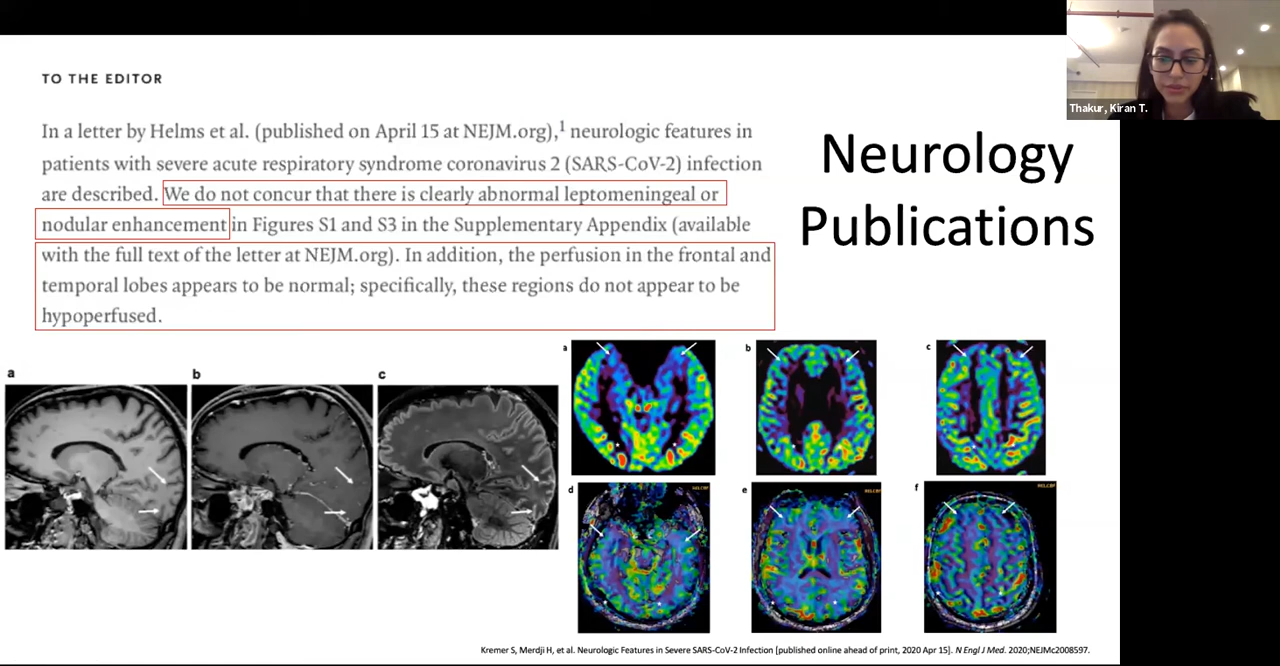 Thakur, Kiran T.
TO THE EDITOR
In a letter by Helms et al. (published on April 15 at NEJM.org),¹ neurologic features in
patients with severe acute respiratory syndrome coronavirus 2 (SARS-CoV-2) infection
are described. We do not concur that there is clearly abnormal leptomeningeal or
nodular enhancement in Figures S1 and S3 in the Supplementary Appendix (available
with the full text of the letter at NEJM.org). In addition, the perfusion in the frontal and
temporal lobes appears to be normal; specifically, these regions do not appear to be
hypoperfused.
Neurology
Publications
a
b
c
a
b
c
d
e
f
Kremer S, Merdji H, et al. Neurologic Features in Severe SARS-CoV-2 Infection [published online ahead of print, 2020 Apr 15]. N Engl J Med. 2020;NEJMc2008597.